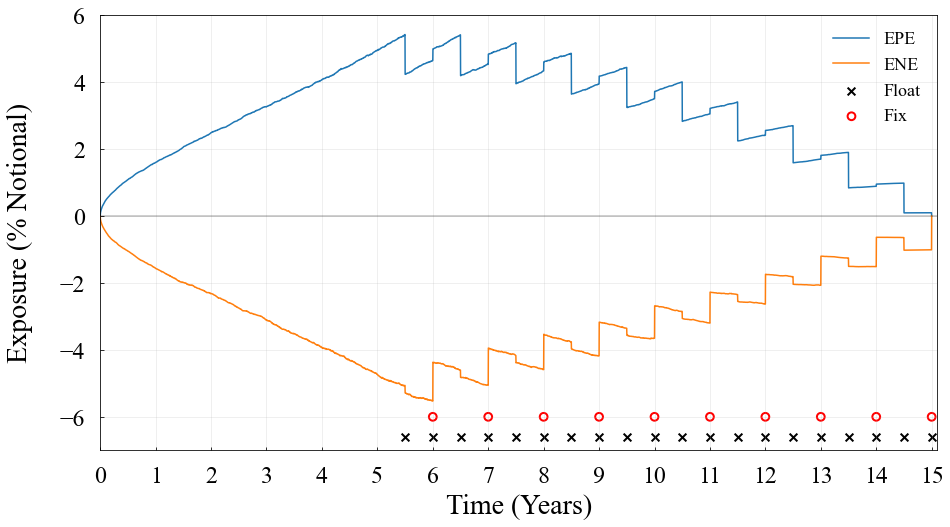 6
4
2
0
−2
−4
−6
Exposure (% Notional)
EPE
ENE
Float
Fix
0 1 2 3 4 5 6 7 8 9 10 11 12 13 14 15
Time (Years)